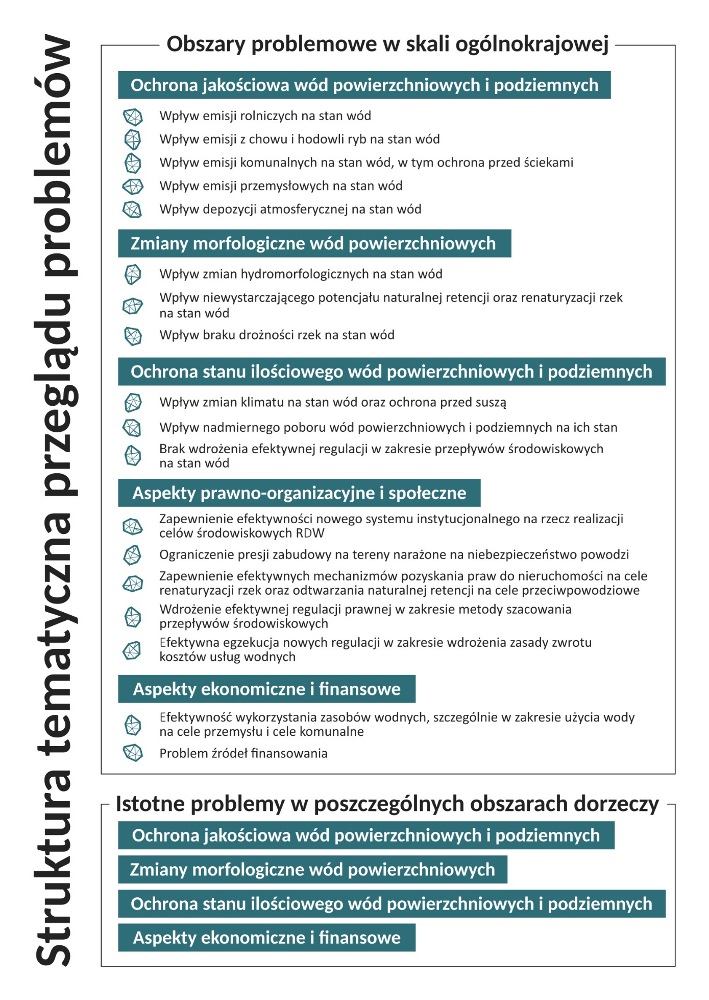 Struktura tematyczna przeglądu problemów
Obszary problemowe w skali ogólnokrajowej
Ochrona jakościowa wód powierzchniowych i podziemnych
Wpływ emisji rolniczych na stan wód
Wpływ emisji z chowu i hodowli ryb na stan wód
Wpływ emisji komunalnych na stan wód, w tym ochrona przed ściekami
Wpływ emisji przemysłowych na stan wód
Wpływ depozycji atmosferycznej na stan wód
Zmiany morfologiczne wód powierzchniowych
Wpływ zmian hydromorfologicznych na stan wód
Wpływ niewystarczającego potencjału naturalnej retencji oraz renaturyzacji rzek
na stan wód
Wpływ braku drożności rzek na stan wód
Ochrona stanu ilościowego wód powierzchniowych i podziemnych
Wpływ zmian klimatu na stan wód oraz ochrona przed suszą
Wpływ nadmiernego poboru wód powierzchniowych i podziemnych na ich stan
Brak wdrożenia efektywnej regulacji w zakresie przepływów środowiskowych
na stan wód
Aspekty prawno-organizacyjne i społeczne
Zapewnienie efektywności nowego systemu instytucjonalnego na rzecz realizacji
celów środowiskowych RDW
Ograniczenie presji zabudowy na tereny narażone na niebezpieczeństwo powodzi
Zapewnienie efektywnych mechanizmów pozyskania praw do nieruchomości na cele
renaturyzacji rzek oraz odtwarzania naturalnej retencji na cele przeciwpowodziowe
Wdrożenie efektywnej regulacji prawnej w zakresie metody szacowania
przepływów środowiskowych
Efektywna egzekucja nowych regulacji w zakresie wdrożenia zasady zwrotu
kosztów usług wodnych
Aspekty ekonomiczne i finansowe
Efektywność wykorzystania zasobów wodnych, szczególnie w zakresie użycia wody
na cele przemysłu i cele komunalne
Problem źródeł finansowania
Istotne problemy w poszczególnych obszarach dorzeczy
Ochrona jakościowa wód powierzchniowych i podziemnych
Zmiany morfologiczne wód powierzchniowych
Ochrona stanu ilościowego wód powierzchniowych i podziemnych
Aspekty ekonomiczne i finansowe